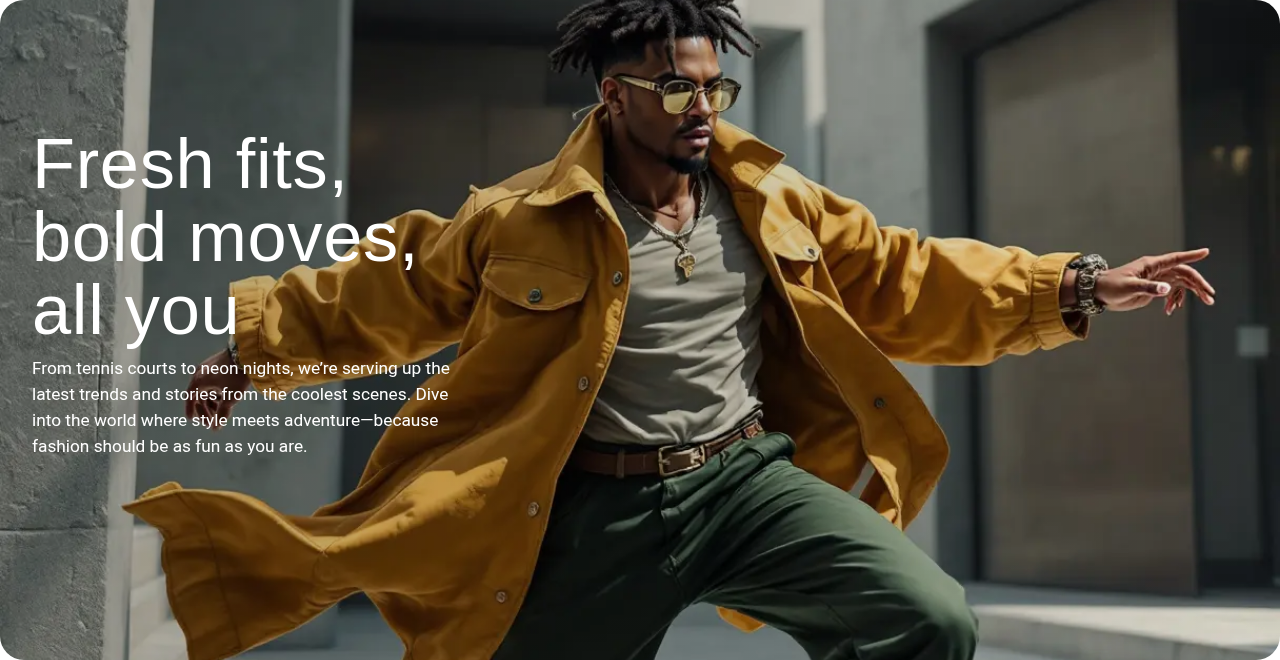 Fresh fits,
bold moves,
all you
From tennis courts to neon nights, we’re serving up the
latest trends and stories from the coolest scenes. Dive
into the world where style meets adventure—because
fashion should be as fun as you are.